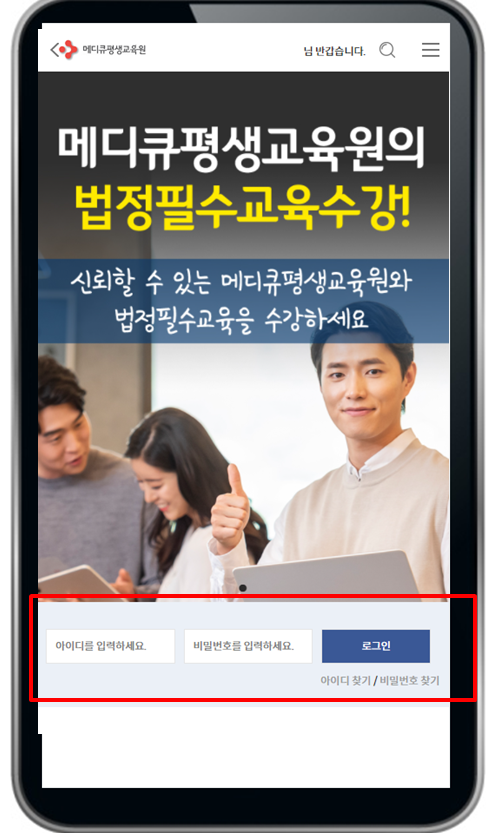 메디큐평생교육원
님 반갑습니다.
메디큐평생교육원의
법정필수교육수강!
신뢰할 수 있는 메디큐평생교육원와
법정필수교육을 수강하세요
아이디를 입력하세요.
비밀번호를 입력하세요.
로그인
아이디 찾기 / 비밀번호 찾기